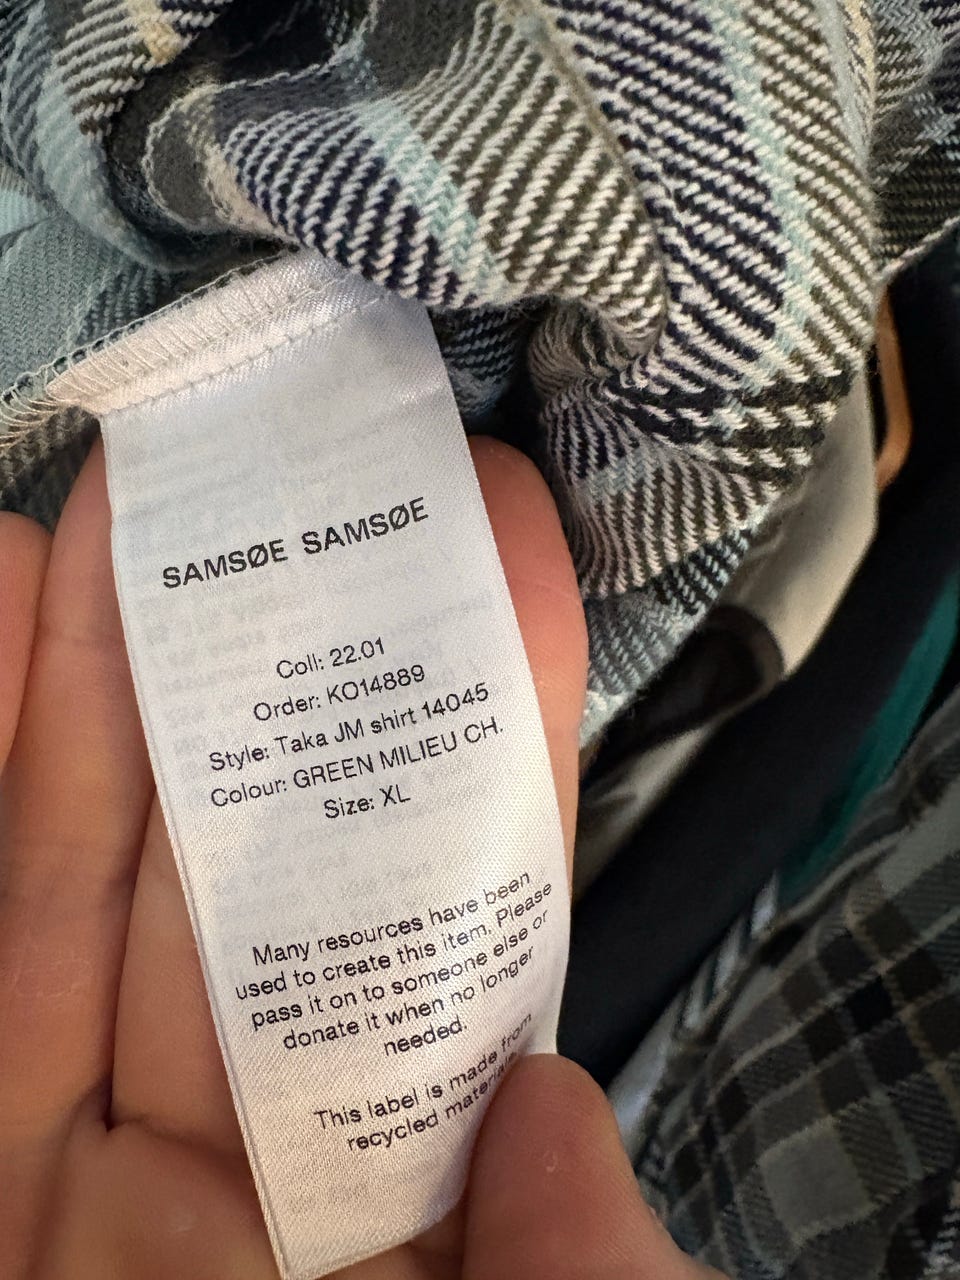 SAMSØE SAMSØE
Coll: 22.01
Order: KO14889
Style: Taka JM shirt 14045
Colour: GREEN MILIEU CH.
Size: XL
Many resources have been
used to create this item. Please
pass it on to someone else or
donate it when no longer
needed.
This label is made from
recycled materials.